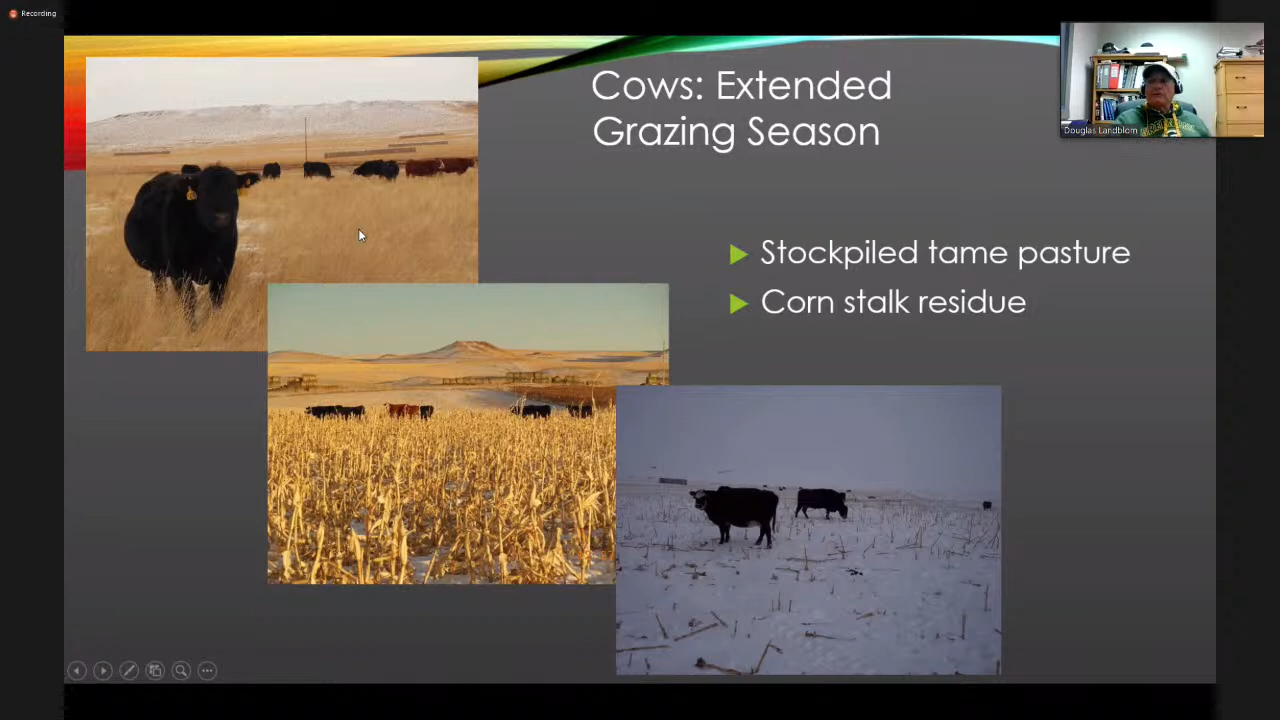 Recording
Cows: Extended
Grazing Season
Douglas Landblom
Stockpiled tame pasture
Corn stalk residue